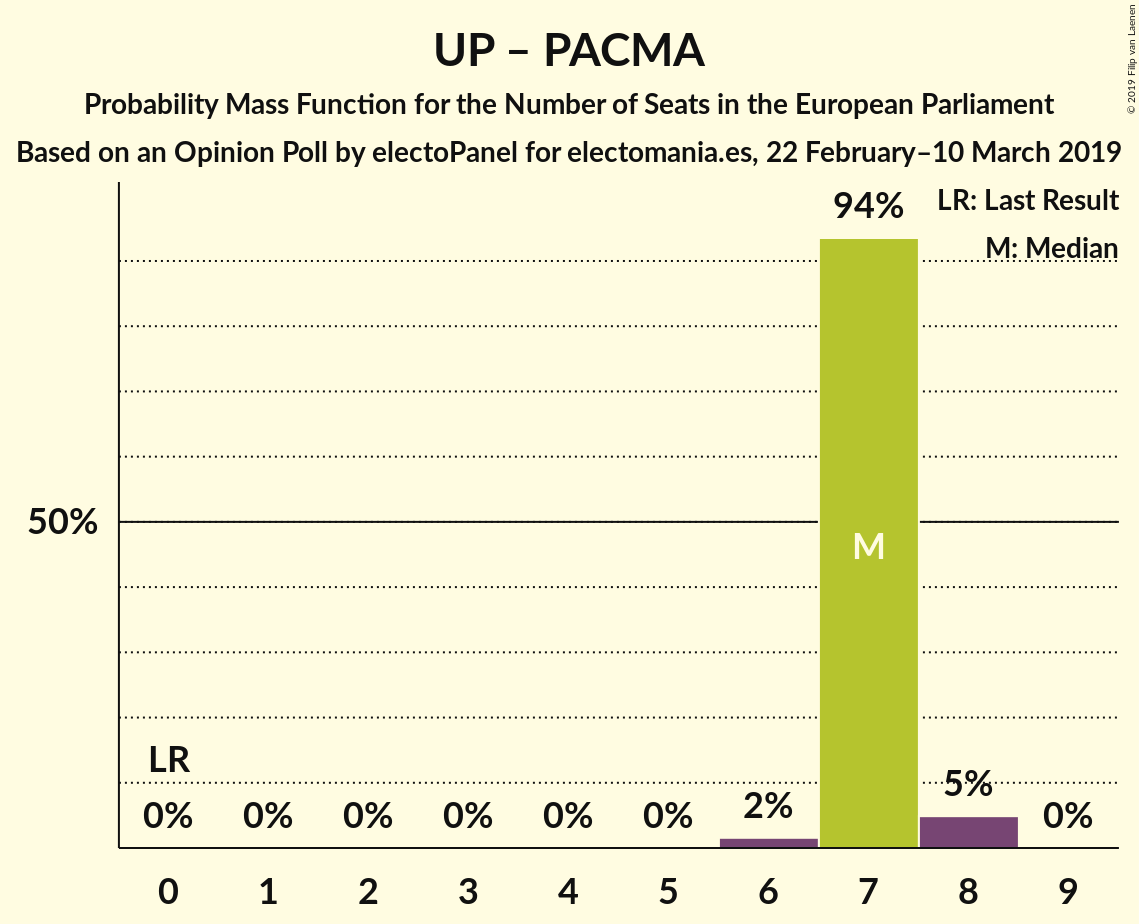 UP – PACMA
Probability Mass Function for the Number of Seats in the European Parliament
Based on an Opinion Poll by electoPanel for electomania.es, 22 February–10 March 2019
© 2019 Filip van Laenen
LR: Last Result
M: Median
94%
50%
M
LR
0% 0% 0% 0% 0% 0% 2% 5% 0%
0 1 2 3 4 5 6 7 8 9